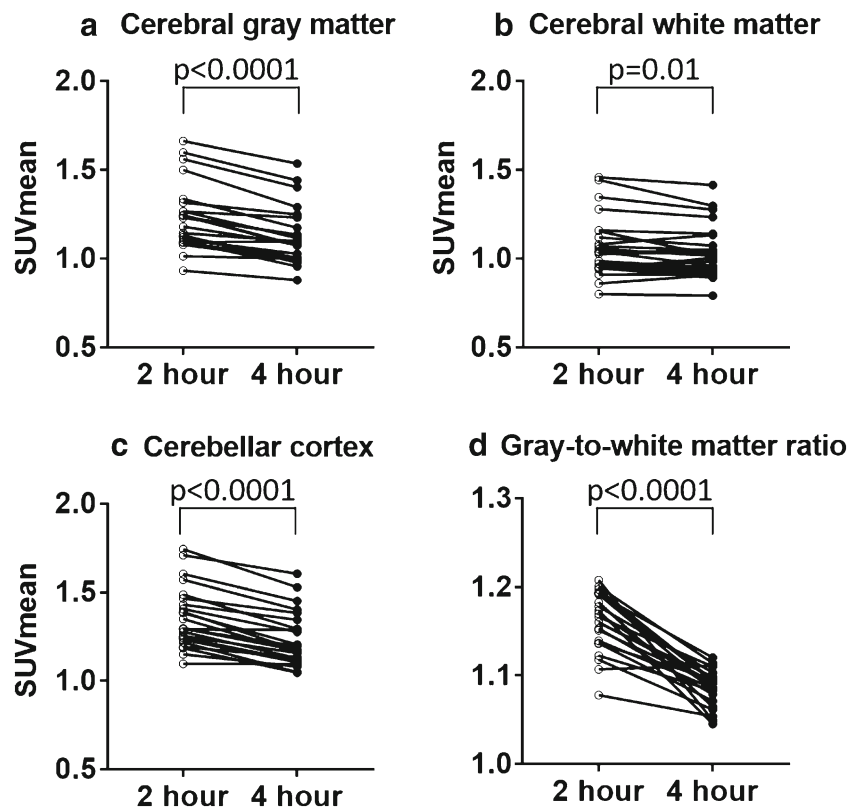 a Cerebral gray matter
p<0.0001
2.0
1.5
1.0
0.5
SUVmean
2 hour 4 hour
b Cerebral white matter
p=0.01
2.0
1.5
1.0
0.5
SUVmean
2 hour 4 hour
c Cerebellar cortex
p<0.0001
2.0
1.5
1.0
0.5
SUVmean
2 hour 4 hour
d Gray-to-white matter ratio
p<0.0001
1.3
1.2
1.1
1.0
2 hour 4 hour